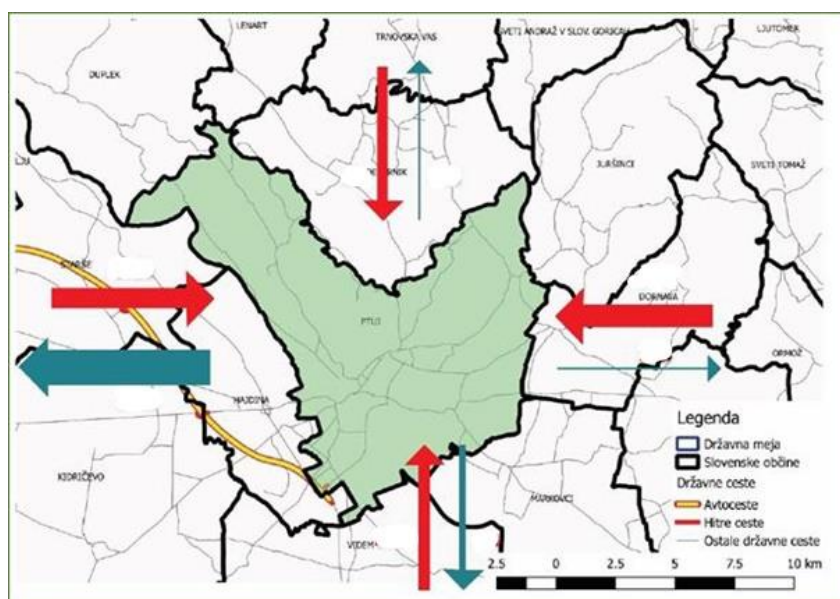 LENART
TRNOVSKA VAS
SVETI ANDRAŽ V SLOV. GORICAH
LJUTOMER
DUPLEK
JURŠINCI
SVETI TOMAŽ
STARŠE
DORNAVA
PTUJ
ORMOŽ
HAJDINA
KIDRIČEVO
MARKOVCI
VIDEM
Legenda
Državna meja
Slovenske občine
Državne ceste
Avtoceste
Hitre ceste
Ostale državne ceste
2.5 0 2.5 5 7.5 10 km